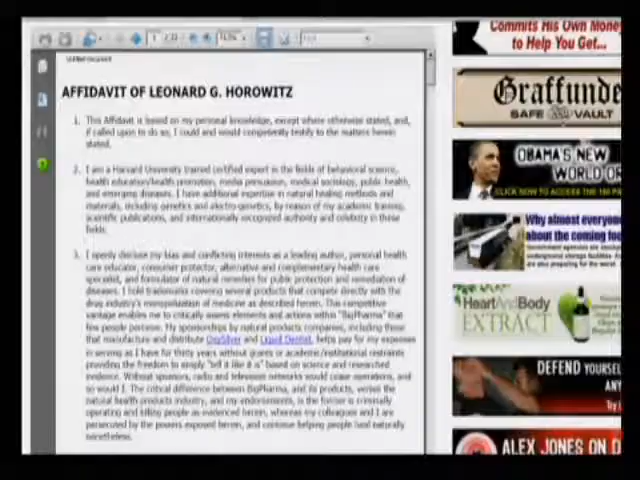 Untitled Document
AFFIDAVIT OF LEONARD G. HOROWITZ
1. This Affidavit is based on my personal knowledge, except where otherwise stated, and,
if called upon to do so, I could and would competently testify to the matters herein
stated.
2. I am a Harvard University trained certified expert in the fields of behavioral science,
health education/health promotion, media persuasion, medical sociology, public health,
and emerging diseases. I have additional expertise in natural healing methods and
materials, including genetics and electro-genetics, by reason of my academic training,
scientific publications, and internationally recognized authority and celebrity in these
fields.
3. I openly disclose my bias and conflicting interests as a leading author, personal health
care educator, consumer protector, alternative and complementary health care
specialist, and formulator of natural remedies for public protection and remediation of
diseases. I hold trademarks covering several products that compete directly with the
drug industry's monopolization of medicine as described herein. This competitive
vantage enables me to critically assess elements and actions within "BigPharma" that
few people perceive. My sponsorships by natural products companies, including those
that manufacture and distribute OxySilver and Liquid Dentist, helps pay for my expenses
in serving as I have for thirty years without grants or academic/institutional restraints
providing the freedom to simply "tell it like it is" based on science and researched
evidence. Without sponsors, radio and television networks would cease operations, and
so would I. The critical difference between BigPharma, and its products, versus the
natural health products industry, and my endorsements, is the former is criminally
operating and killing people as evidenced herein, whereas my colleagues and I are
persecuted by the powers exposed herein, and continue helping people heal naturally
nonetheless.
Commits His Own Money
to Help You Get...
Graffunde
SAFE VAULT
OBAMA'S NEW
WORLD OR
CLICK NOW TO ACCESS THE
Why almost everyone
about the coming foo
Government agencies are
underground storage facilities
are also preparing for the worst.
HeartAndBody
EXTRACT
DEFEND YOURSEL
ANY
Try i
ALEX JONES ON D